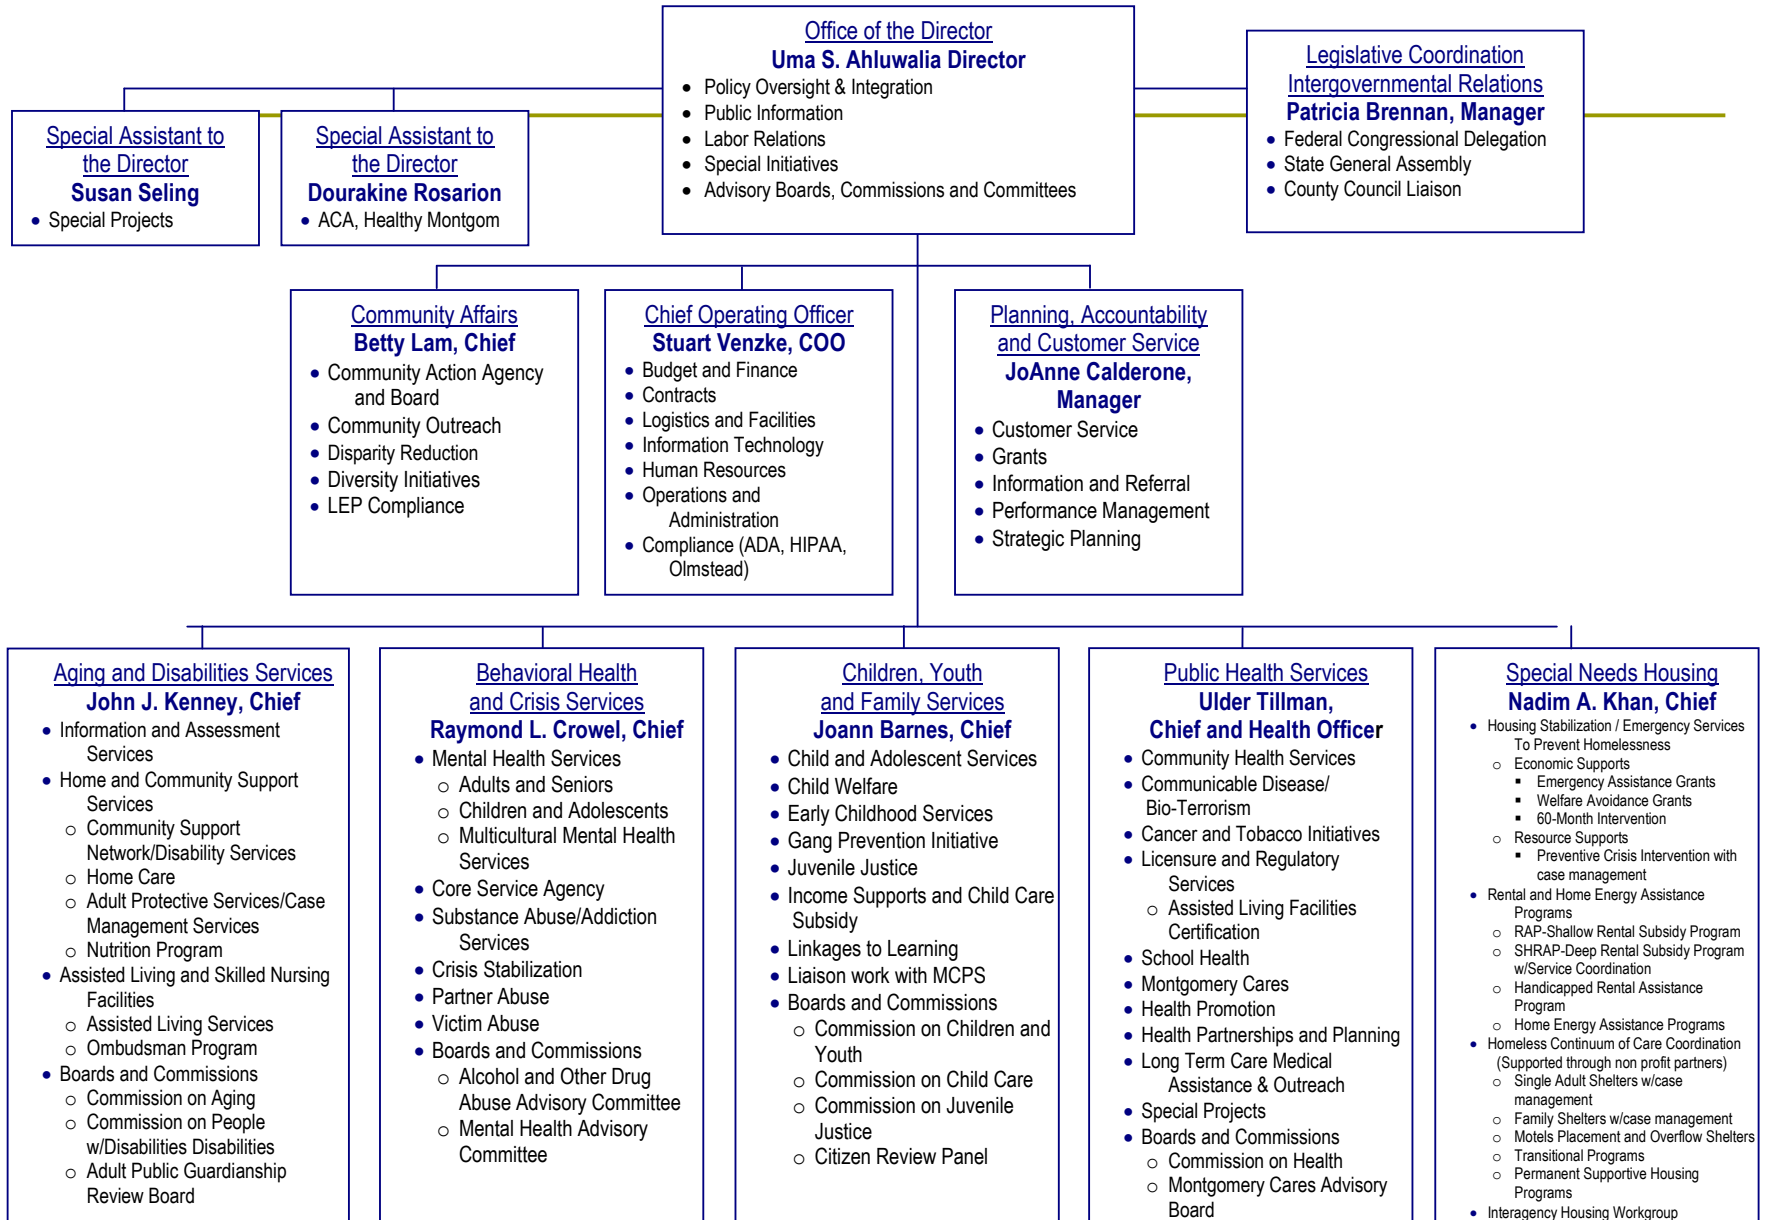 Office of the Director
Uma S. Ahluwalia Director
• Policy Oversight & Integration
• Public Information
• Labor Relations
• Special Initiatives
• Advisory Boards, Commissions and Committees
Legislative Coordination
Intergovernmental Relations
Patricia Brennan, Manager
• Federal Congressional Delegation
• State General Assembly
• County Council Liaison
Special Assistant to
the Director
Susan Seling
• Special Projects
Special Assistant to
the Director
Dourakine Rosarion
• ACA, Healthy Montgom
Community Affairs
Betty Lam, Chief
• Community Action Agency
and Board
• Community Outreach
• Disparity Reduction
• Diversity Initiatives
• LEP Compliance
Chief Operating Officer
Stuart Venzke, COO
• Budget and Finance
• Contracts
• Logistics and Facilities
• Information Technology
• Human Resources
• Operations and
Administration
• Compliance (ADA, HIPAA,
Olmstead)
Planning, Accountability
and Customer Service
JoAnne Calderone,
Manager
• Customer Service
• Grants
• Information and Referral
• Performance Management
• Strategic Planning
Aging and Disabilities Services
John J. Kenney, Chief
• Information and Assessment
Services
• Home and Community Support
Services
○ Community Support
Network/Disability Services
○ Home Care
○ Adult Protective Services/Case
Management Services
○ Nutrition Program
• Assisted Living and Skilled Nursing
Facilities
○ Assisted Living Services
○ Ombudsman Program
• Boards and Commissions
○ Commission on Aging
○ Commission on People
w/Disabilities Disabilities
○ Adult Public Guardianship
Review Board
Behavioral Health
and Crisis Services
Raymond L. Crowel, Chief
• Mental Health Services
○ Adults and Seniors
○ Children and Adolescents
○ Multicultural Mental Health
Services
• Core Service Agency
• Substance Abuse/Addiction
Services
• Crisis Stabilization
• Partner Abuse
• Victim Abuse
• Boards and Commissions
○ Alcohol and Other Drug
Abuse Advisory Committee
○ Mental Health Advisory
Committee
Children, Youth
and Family Services
Joann Barnes, Chief
• Child and Adolescent Services
• Child Welfare
• Early Childhood Services
• Gang Prevention Initiative
• Juvenile Justice
• Income Supports and Child Care
Subsidy
• Linkages to Learning
• Liaison work with MCPS
• Boards and Commissions
○ Commission on Children and
Youth
○ Commission on Child Care
○ Commission on Juvenile
Justice
○ Citizen Review Panel
Public Health Services
Ulder Tillman,
Chief and Health Officer
• Community Health Services
• Communicable Disease/
Bio-Terrorism
• Cancer and Tobacco Initiatives
• Licensure and Regulatory
Services
○ Assisted Living Facilities
Certification
• School Health
• Montgomery Cares
• Health Promotion
• Health Partnerships and Planning
• Long Term Care Medical
Assistance & Outreach
• Special Projects
• Boards and Commissions
○ Commission on Health
○ Montgomery Cares Advisory
Board
Special Needs Housing
Nadim A. Khan, Chief
• Housing Stabilization / Emergency Services
To Prevent Homelessness
○ Economic Supports
▪ Emergency Assistance Grants
▪ Welfare Avoidance Grants
▪ 60-Month Intervention
○ Resource Supports
▪ Preventive Crisis Intervention with
case management
• Rental and Home Energy Assistance
Programs
○ RAP-Shallow Rental Subsidy Program
○ SHRAP-Deep Rental Subsidy Program
w/Service Coordination
○ Handicapped Rental Assistance
Program
○ Home Energy Assistance Programs
• Homeless Continuum of Care Coordination
(Supported through non profit partners)
○ Single Adult Shelters w/case
management
○ Family Shelters w/case management
○ Motels Placement and Overflow Shelters
○ Transitional Programs
○ Permanent Supportive Housing
Programs
• Interagency Housing Workgroup